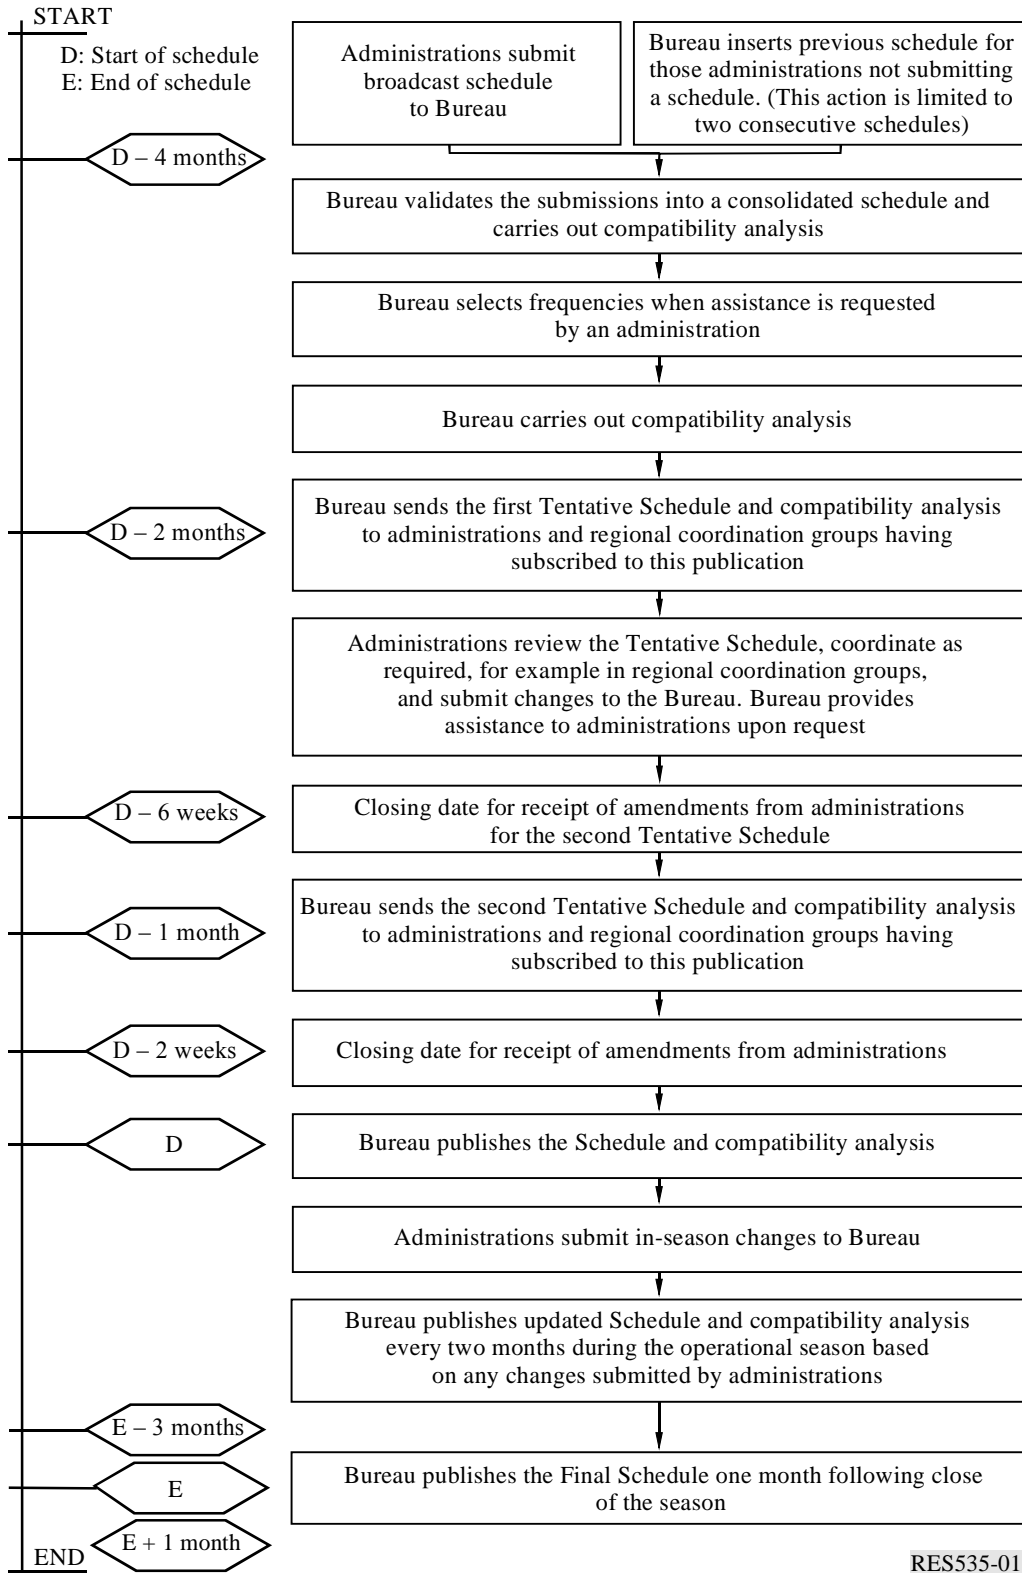 START
D: Start of schedule
E: End of schedule
Administrations submit
broadcast schedule
to Bureau
Bureau inserts previous schedule for
those administrations not submitting
a schedule. (This action is limited to
two consecutive schedules)
D – 4 months
Bureau validates the submissions into a consolidated schedule and
carries out compatibility analysis
Bureau selects frequencies when assistance is requested
by an administration
Bureau carries out compatibility analysis
D – 2 months
Bureau sends the first Tentative Schedule and compatibility analysis
to administrations and regional coordination groups having
subscribed to this publication
Administrations review the Tentative Schedule, coordinate as
required, for example in regional coordination groups,
and submit changes to the Bureau. Bureau provides
assistance to administrations upon request
D – 6 weeks
Closing date for receipt of amendments from administrations
for the second Tentative Schedule
D – 1 month
Bureau sends the second Tentative Schedule and compatibility analysis
to administrations and regional coordination groups having
subscribed to this publication
D – 2 weeks
Closing date for receipt of amendments from administrations
D
Bureau publishes the Schedule and compatibility analysis
Administrations submit in-season changes to Bureau
Bureau publishes updated Schedule and compatibility analysis
every two months during the operational season based
on any changes submitted by administrations
E – 3 months
E
Bureau publishes the Final Schedule one month following close
of the season
E + 1 month
END
RES535-01